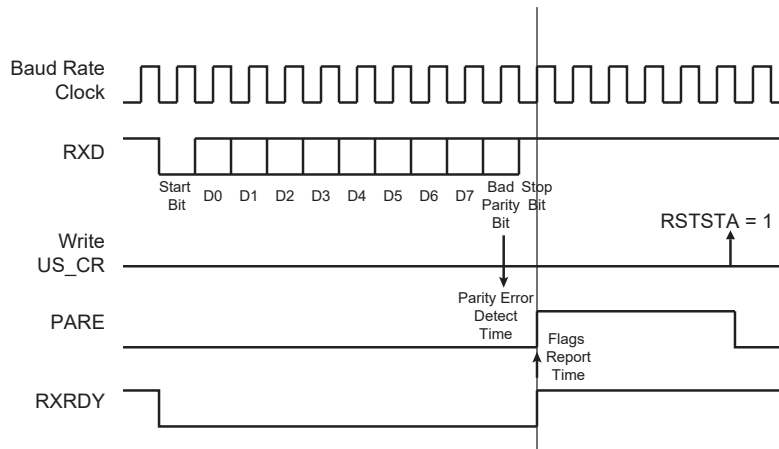 Baud Rate
Clock
RXD
Start
Bit
D0
D1
D2
D3
D4
D5
D6
D7
Bad
Parity
Bit
Stop
Bit
Write
US_CR
RSTSTA = 1
Parity Error
Detect
Time
PARE
Flags
Report
Time
RXRDY